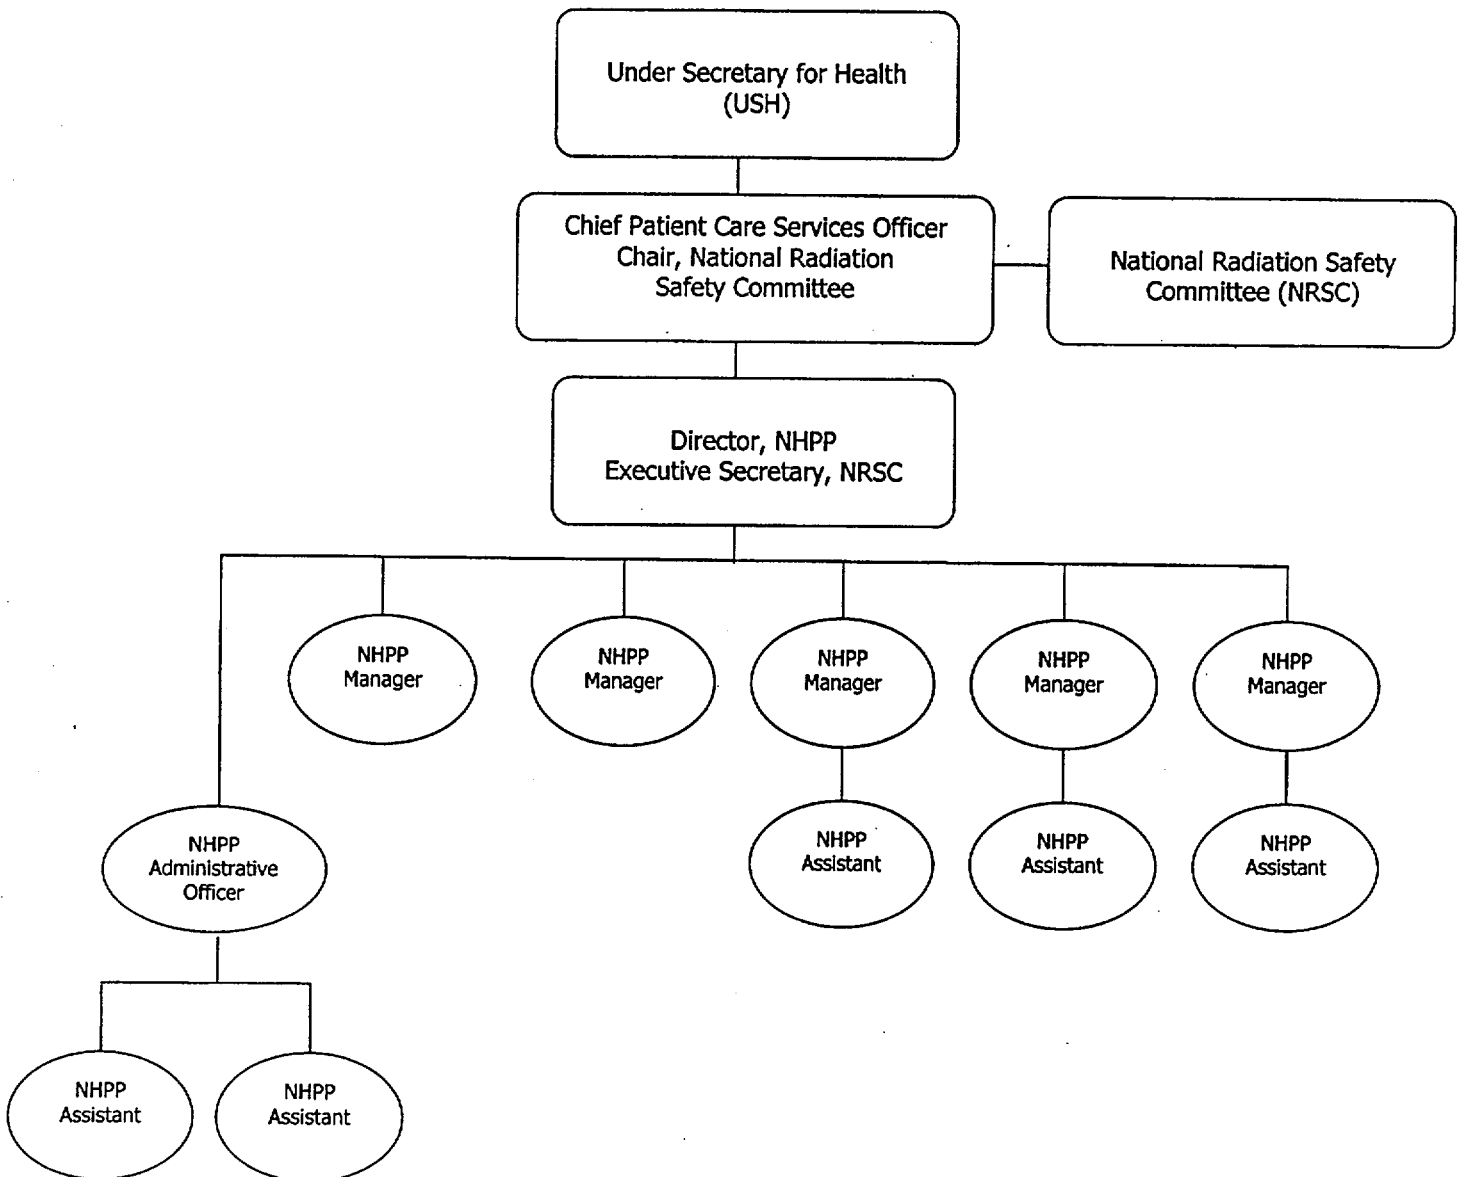 Under Secretary for Health
(USH)
Chief Patient Care Services Officer
Chair, National Radiation
Safety Committee
National Radiation Safety
Committee (NRSC)
Director, NHPP
Executive Secretary, NRSC
NHPP
Manager
NHPP
Manager
NHPP
Manager
NHPP
Manager
NHPP
Manager
NHPP
Administrative
Officer
NHPP
Assistant
NHPP
Assistant
NHPP
Assistant
NHPP
Assistant
NHPP
Assistant